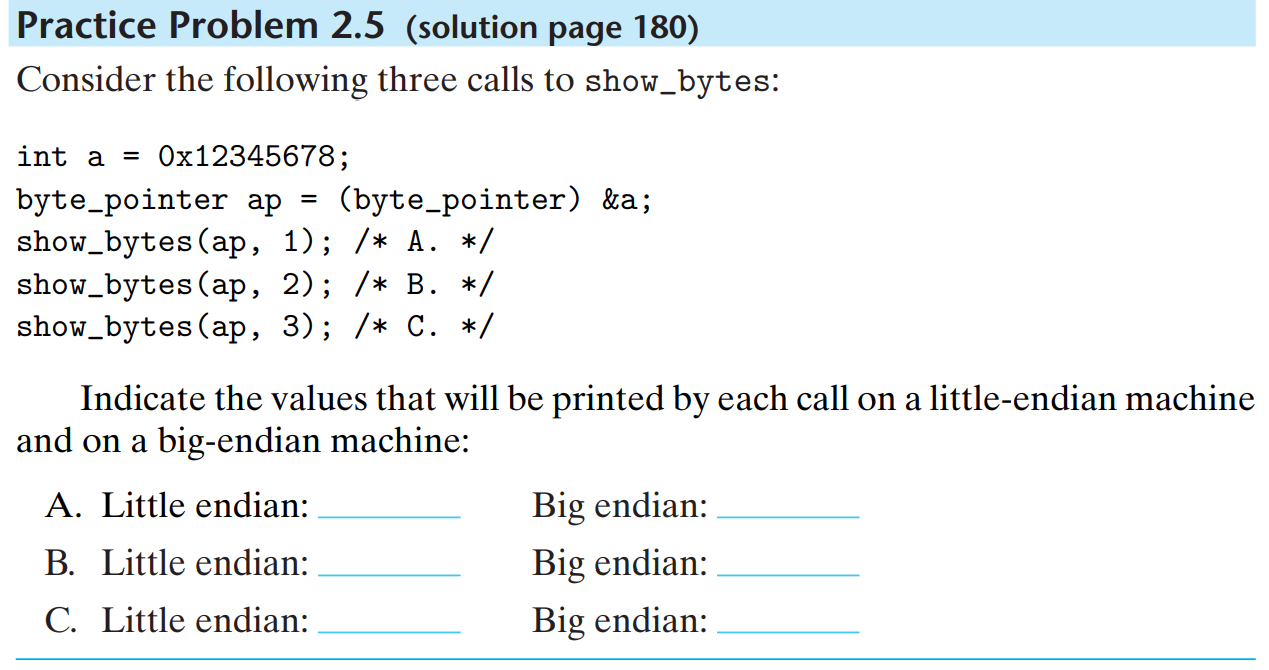 Practice Problem 2.5 (solution page 180)
Consider the following three calls to show_bytes:
int a = 0x12345678;
byte_pointer ap = (byte_pointer) &a;
show_bytes(ap, 1); /* A. */
show_bytes(ap, 2); /* B. */
show_bytes(ap, 3); /* C. */
Indicate the values that will be printed by each call on a little-endian machine
and on a big-endian machine:
A. Little endian: ________ Big endian: ________
B. Little endian: ________ Big endian: ________
C. Little endian: ________ Big endian: ________